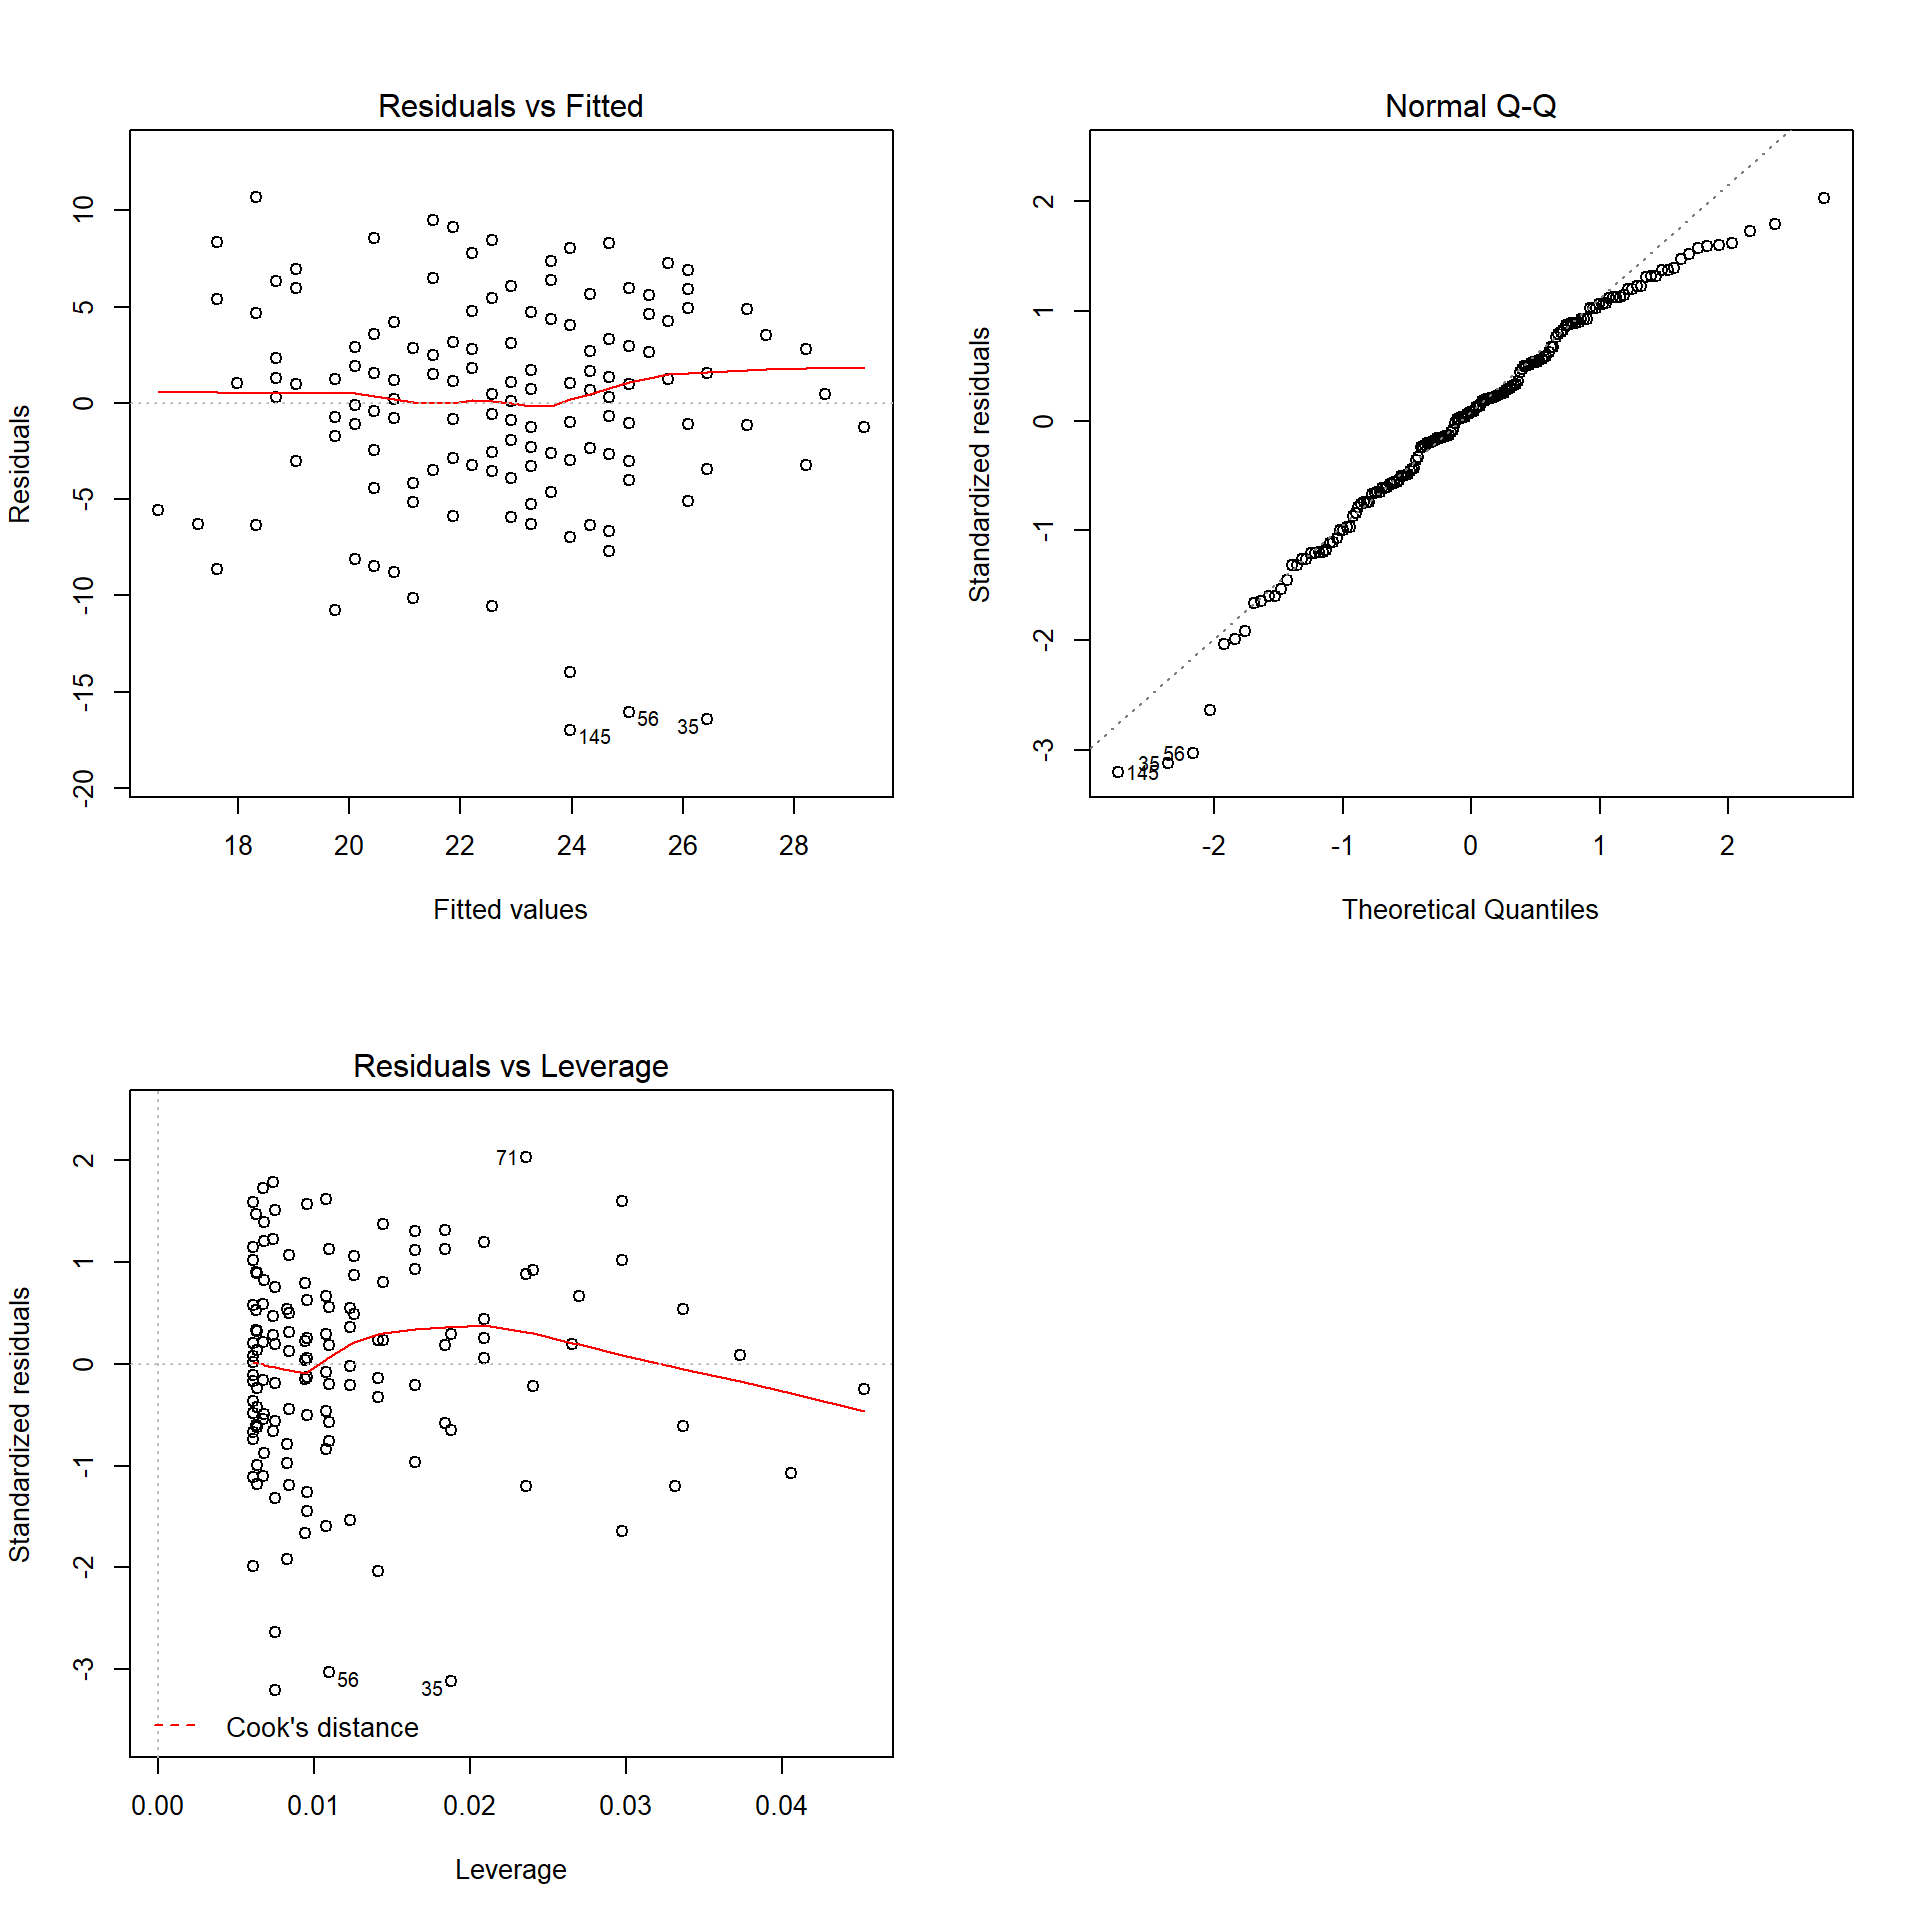 Residuals vs Fitted
Residuals
10
5
0
-5
-10
-15
-20
145
56
35
18 20 22 24 26 28
Fitted values
Normal Q-Q
Standardized residuals
2
1
0
-1
-2
-3
56
35
145
-2 -1 0 1 2
Theoretical Quantiles
Residuals vs Leverage
Standardized residuals
2
1
0
-1
-2
-3
71
56
35
Cook's distance
0.00 0.01 0.02 0.03 0.04
Leverage